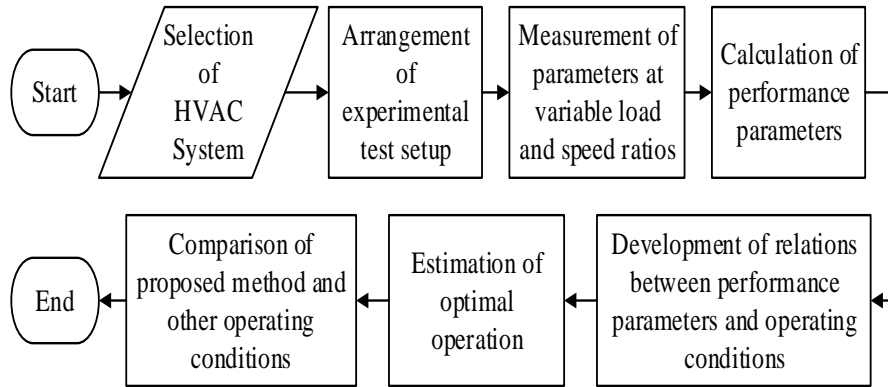 Start
Selection
of
HVAC
System
Arrangement
of
experimental
test setup
Measurement of
parameters at
variable load
and speed ratios
Calculation of
performance
parameters
Development of relations
between performance
parameters and operating
conditions
Estimation of
optimal
operation
Comparison of
proposed method and
other operating
conditions
End